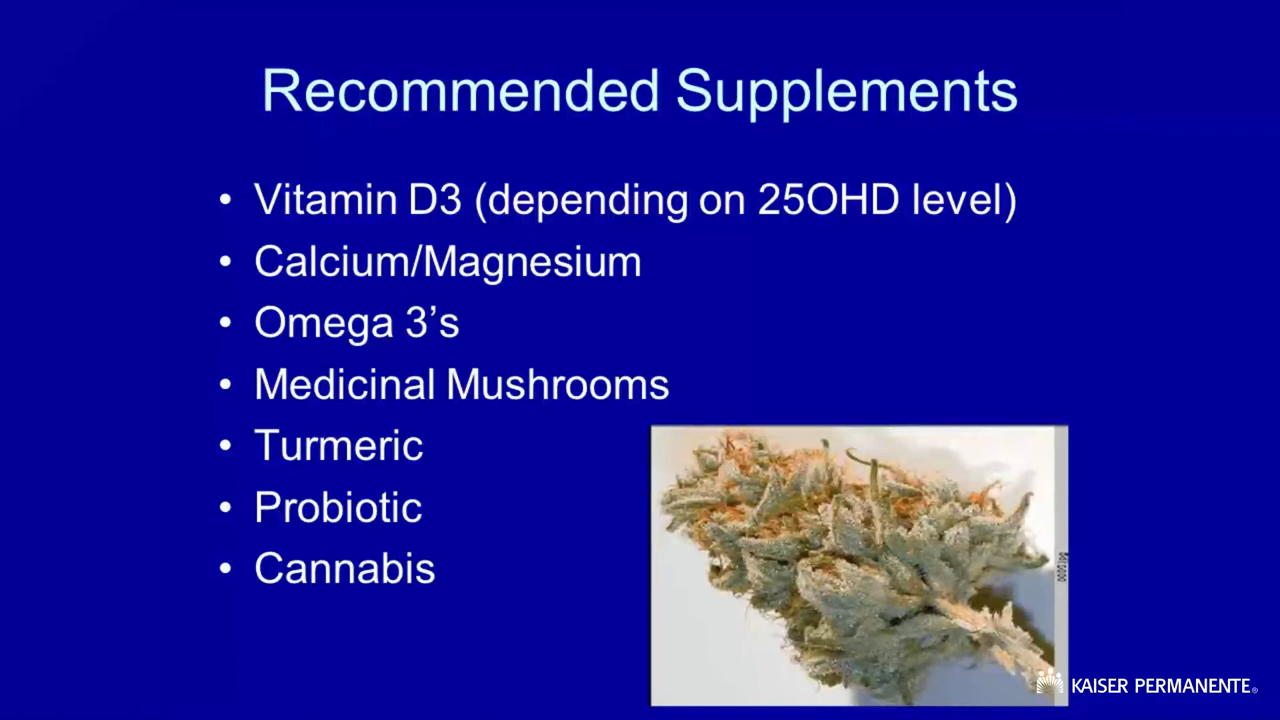 Recommended Supplements
• Vitamin D3 (depending on 25OHD level)
• Calcium/Magnesium
• Omega 3’s
• Medicinal Mushrooms
• Turmeric
• Probiotic
• Cannabis
KAISER PERMANENTE®